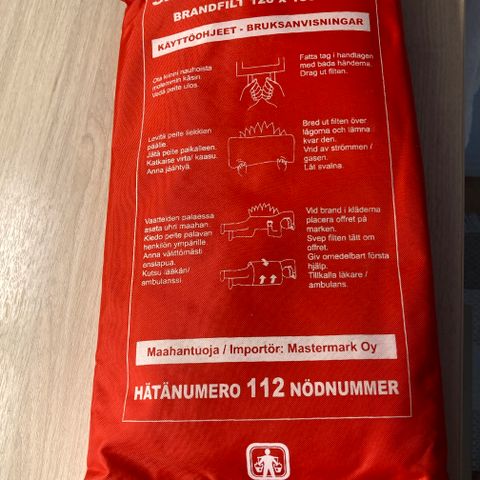 BRANDFILT 120 x
KÄYTTÖOHJEET - BRUKSANVISNINGAR
Ota kiinni nauhoista
molemmin käsin.
Vedä peite ulos.
Fatta tag i handtagen
med båda händerna.
Drag ut filten.
Levitä peite liekkien
päälle.
Jätä peite paikalleen.
Katkaise virta/ kaasu.
Anna jäähtyä.
Bred ut filten över
lågorna och lämna
kvar den.
Vrid av strömmen /
gasen.
Låt svalna.
Vaatteiden palaessa
aseta uhri maahan.
Kiedo peite palavan
henkilön ympärille.
Anna välittömästi
ensiapua.
Kutsu lääkäri/
ambulanssi
Vid brand i kläderna
placera offret på
marken.
Svep filten tätt om
offret.
Giv omedelbart första
hjälp.
Tillkalla läkare /
ambulans.
Maahantuoja / Importör: Mastermark Oy
HÄTÄNUMERO 112 NÖDNUMMER